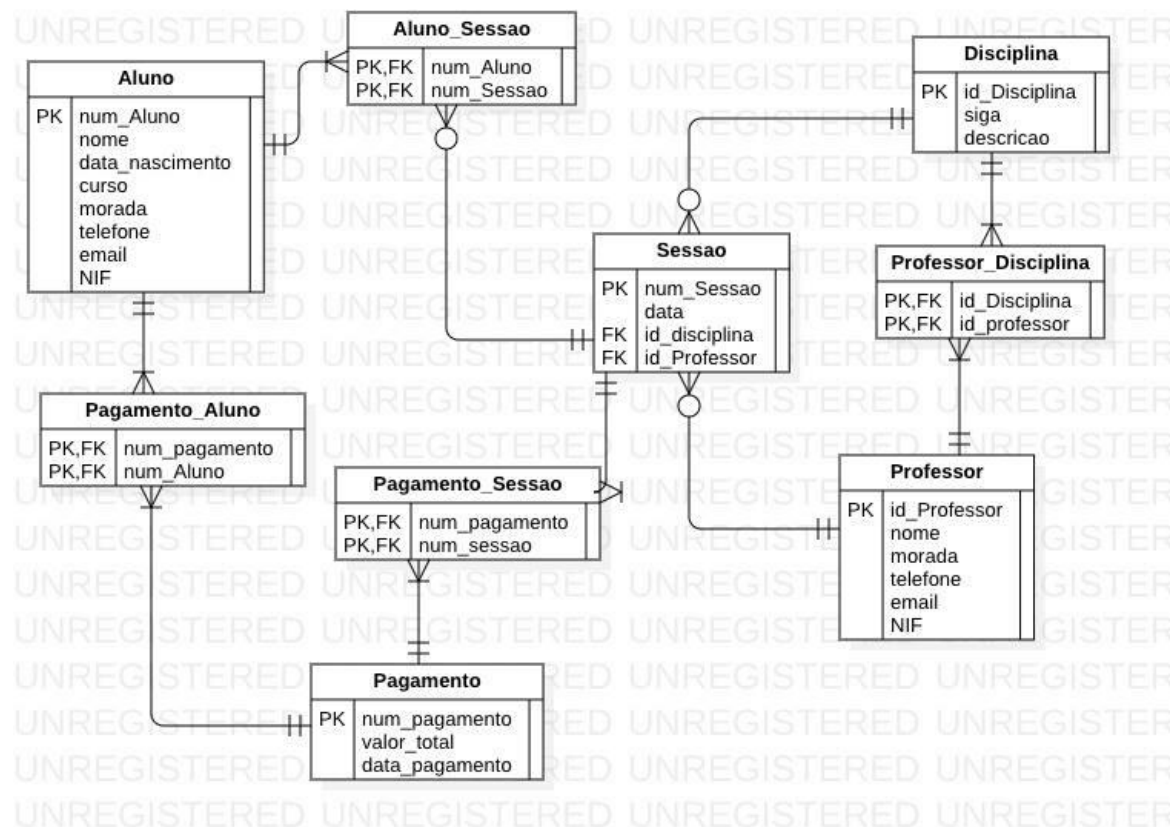 Aluno_Sessao
PK,FK num_Aluno
PK,FK num_Sessao
Disciplina
PK id_Disciplina
siga
descricao
Aluno
PK num_Aluno
nome
data_nascimento
curso
morada
telefone
email
NIF
Sessao
PK num_Sessao
data
FK id_disciplina
FK id_Professor
Professor_Disciplina
PK,FK id_Disciplina
PK,FK id_professor
Pagamento_Aluno
PK,FK num_pagamento
PK,FK num_Aluno
Pagamento_Sessao
PK,FK num_pagamento
PK,FK num_sessao
Professor
PK id_Professor
nome
morada
telefone
email
NIF
Pagamento
PK num_pagamento
valor_total
data_pagamento
UNREGISTERED UNREGISTERED UNREGISTERED UNREGISTERED